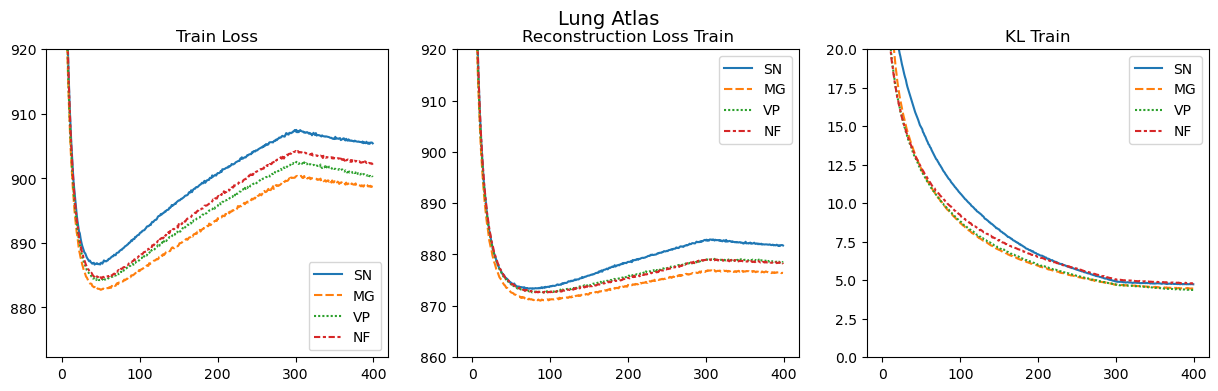 Lung Atlas
Train Loss
920
910
900
890
880
0 100 200 300 400
SN
MG
VP
NF
Reconstruction Loss Train
920
910
900
890
880
870
860
0 100 200 300 400
SN
MG
VP
NF
KL Train
20.0
17.5
15.0
12.5
10.0
7.5
5.0
2.5
0.0
0 100 200 300 400
SN
MG
VP
NF